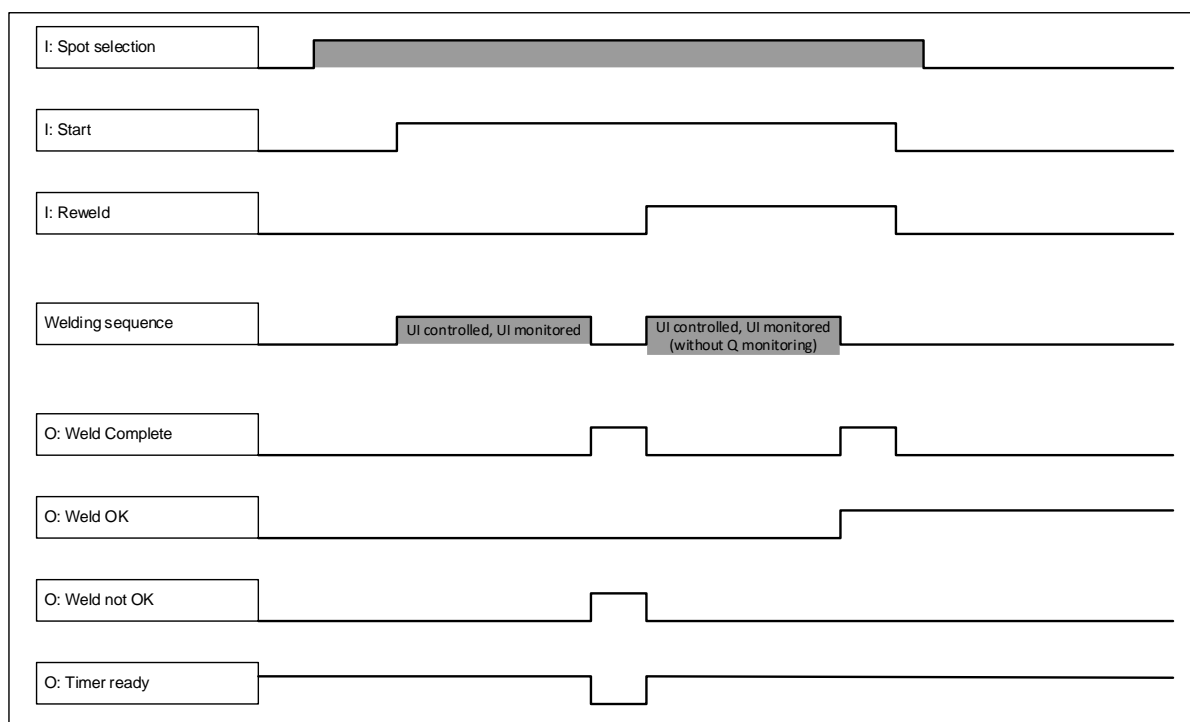 I: Spot selection
I: Start
I: Reweld
Welding sequence
UI controlled, UI monitored
UI controlled, UI monitored
(without Q monitoring)
O: Weld Complete
O: Weld OK
O: Weld not OK
O: Timer ready